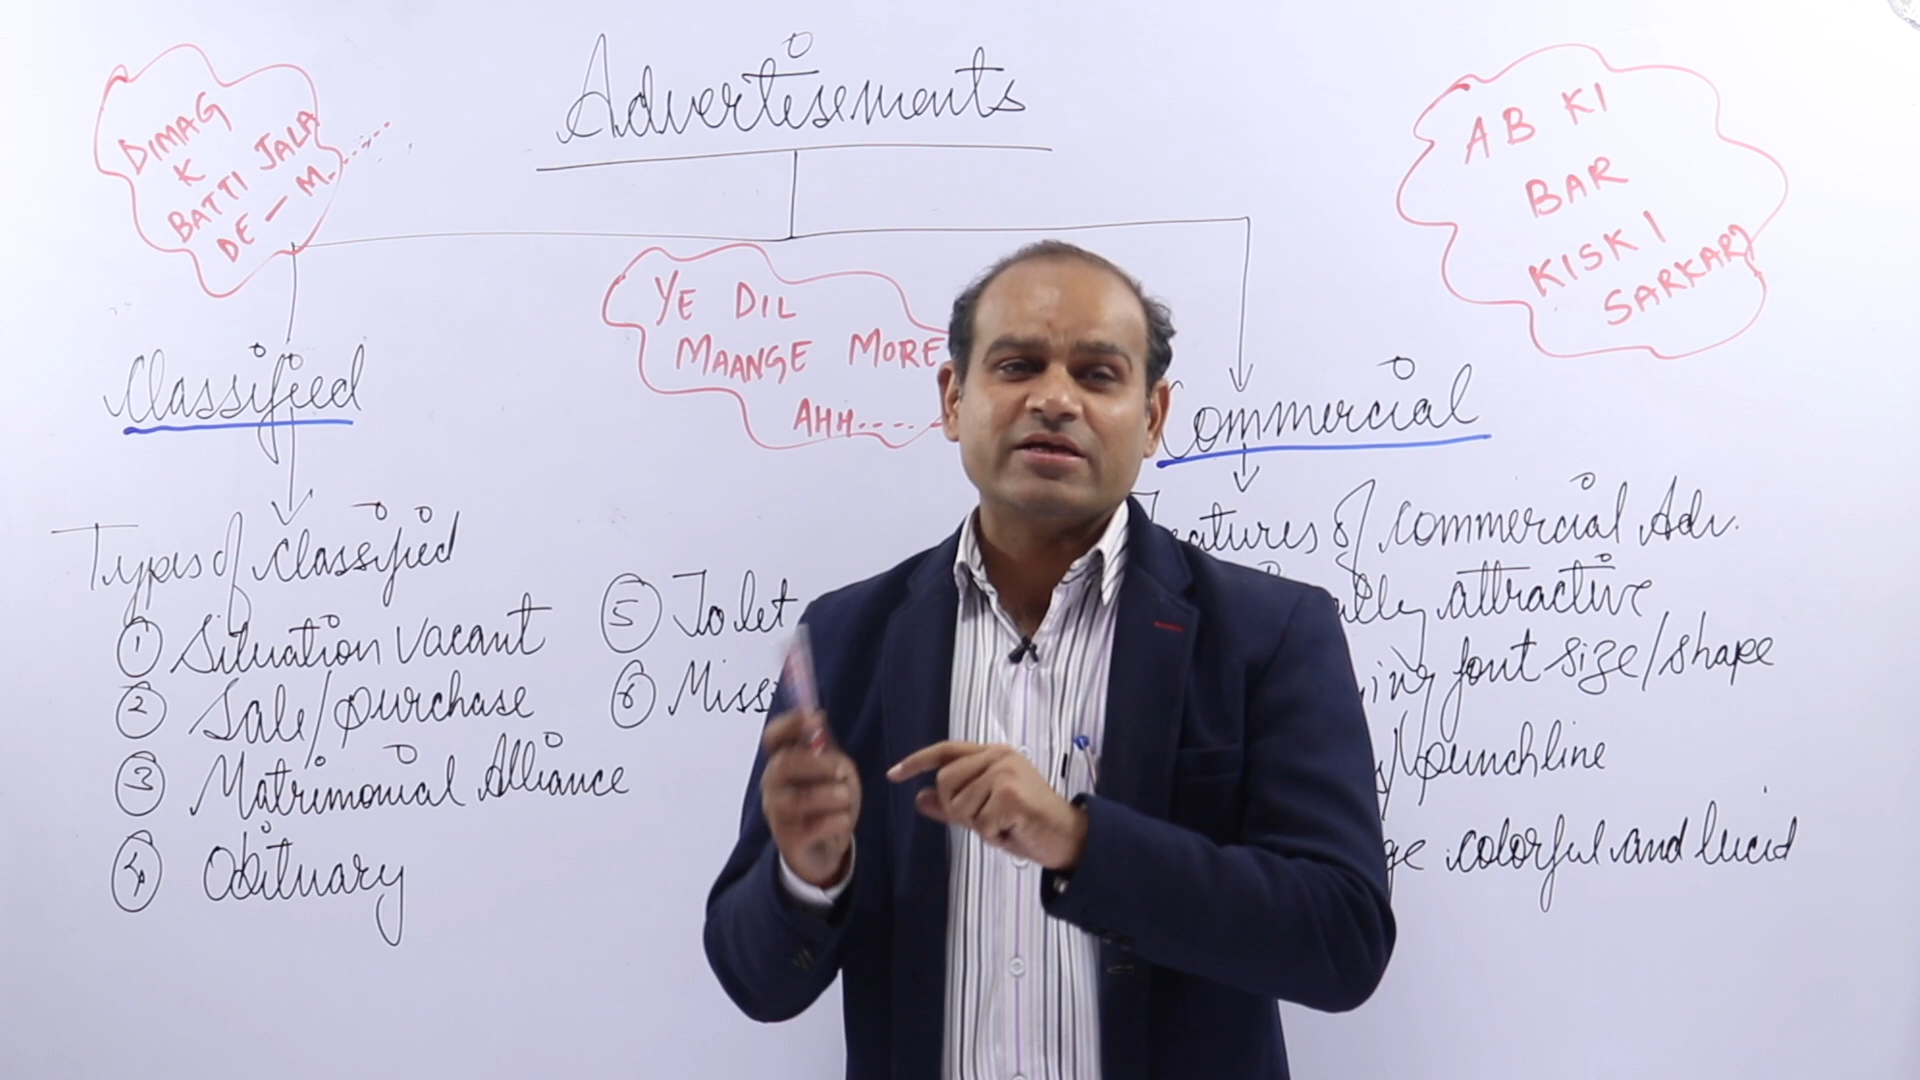 Advertisements
DIMAG
K
BATTI JALA
DE - M.....
YE DIL
MAANGE MORE
AHH.....
AB KI
BAR
KISKI
SARKAR
Classified
Types of Classified
① Situation vacant
② Sale/purchase
③ Matrimonial Alliance
④ Obituary
⑤ To let
⑥
Commercial
of commercial Adv.
attractive
font size/shape
/punchline
colorful and lucid